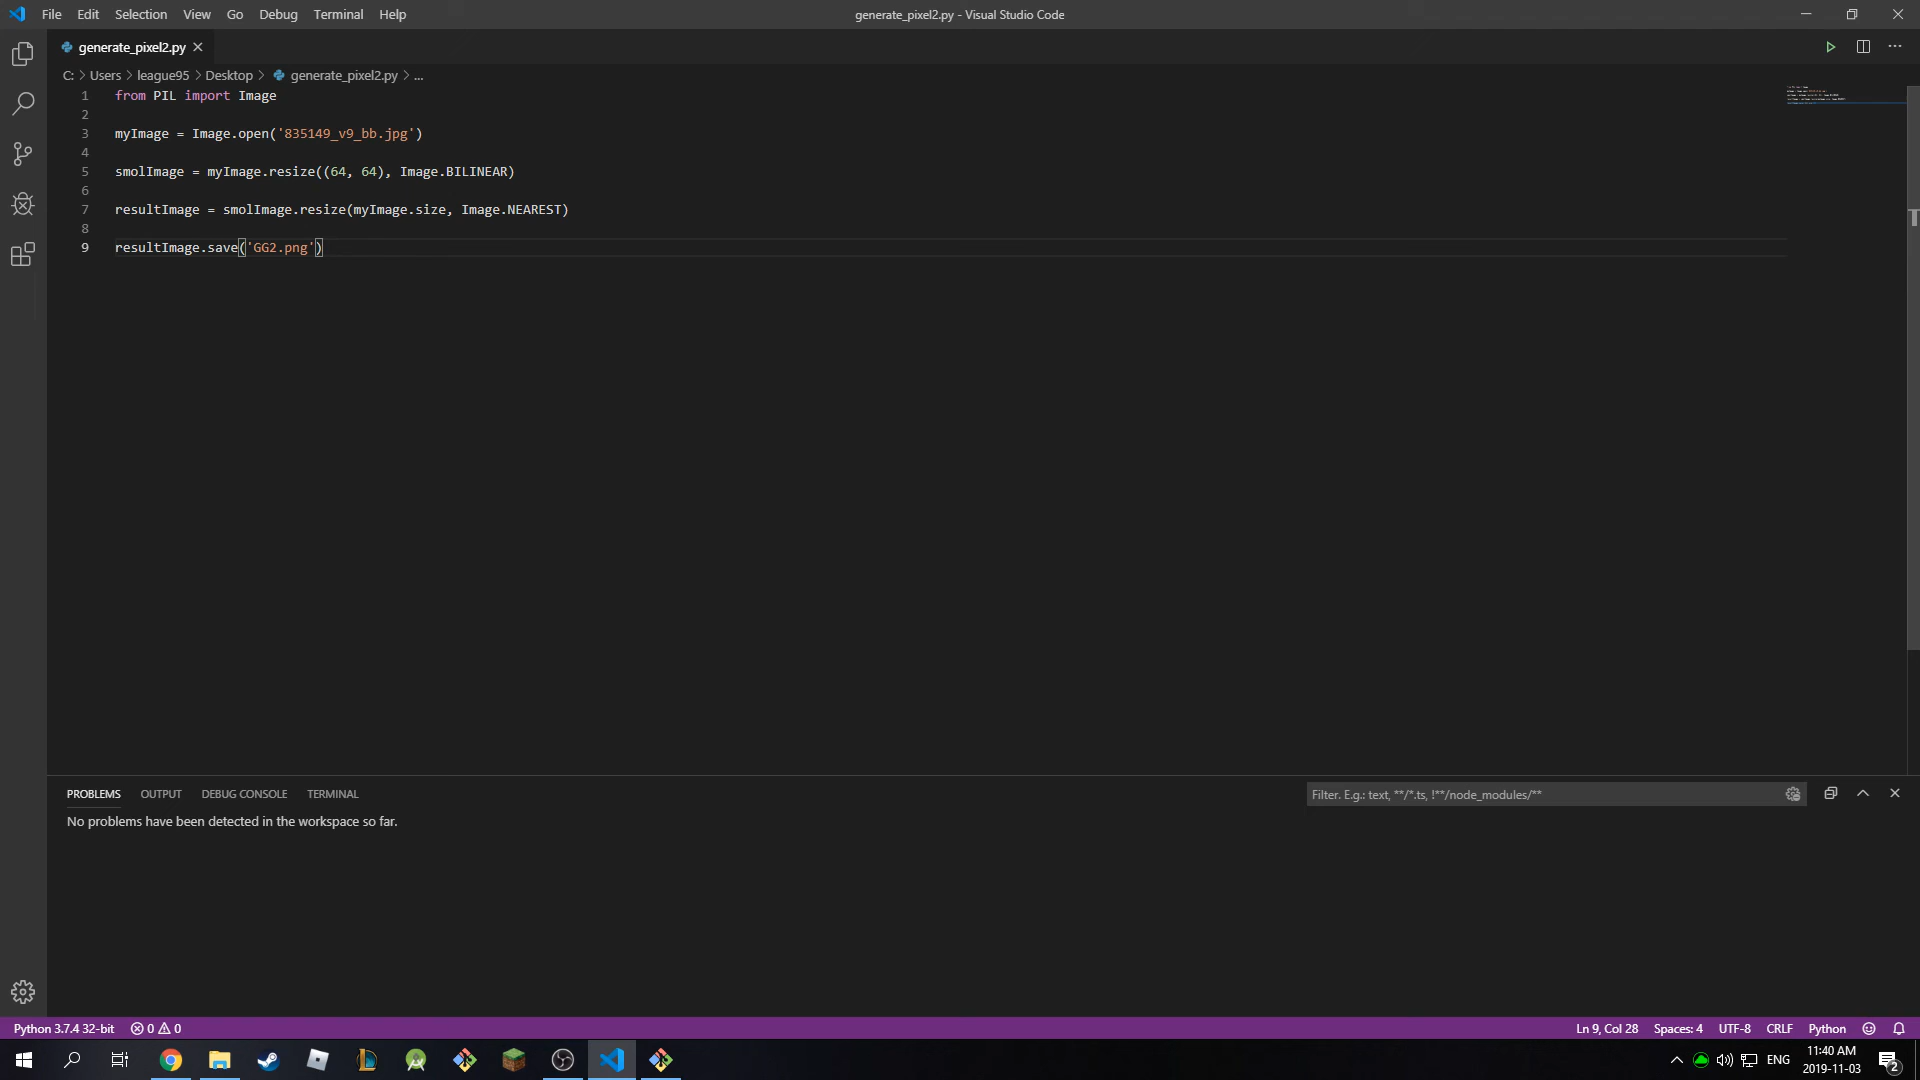 File Edit Selection View Go Debug Terminal Help
generate_pixel2.py - Visual Studio Code
generate_pixel2.py
C: > Users > league95 > Desktop > generate_pixel2.py > ...
1 from PIL import Image
2
3 myImage = Image.open('835149_v9_bb.jpg')
4
5 smolImage = myImage.resize((64, 64), Image.BILINEAR)
6
7 resultImage = smolImage.resize(myImage.size, Image.NEAREST)
8
9 resultImage.save('GG2.png')
PROBLEMS OUTPUT DEBUG CONSOLE TERMINAL
Filter. E.g.: text, **/*.ts, !**/node_modules/**
No problems have been detected in the workspace so far.
Python 3.7.4 32-bit 0 0
Ln 9, Col 28 Spaces: 4 UTF-8 CRLF Python
ENG
11:40 AM
2019-11-03
2